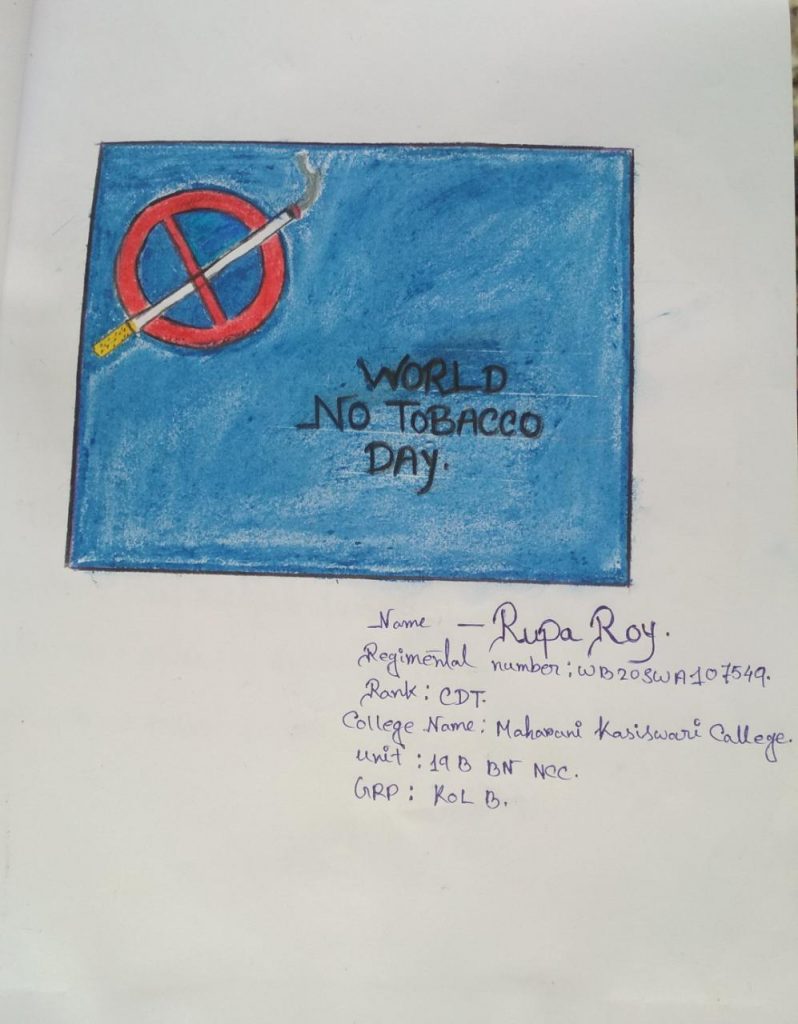 WORLD
NO TOBACCO
DAY.
Name - Rupa Roy.
Regimental number: WB20SWA107549.
Rank: CDT.
College Name: Maharani Kasiswari Callege.
unit: 19 B BN NCC.
GRP: KOL B.